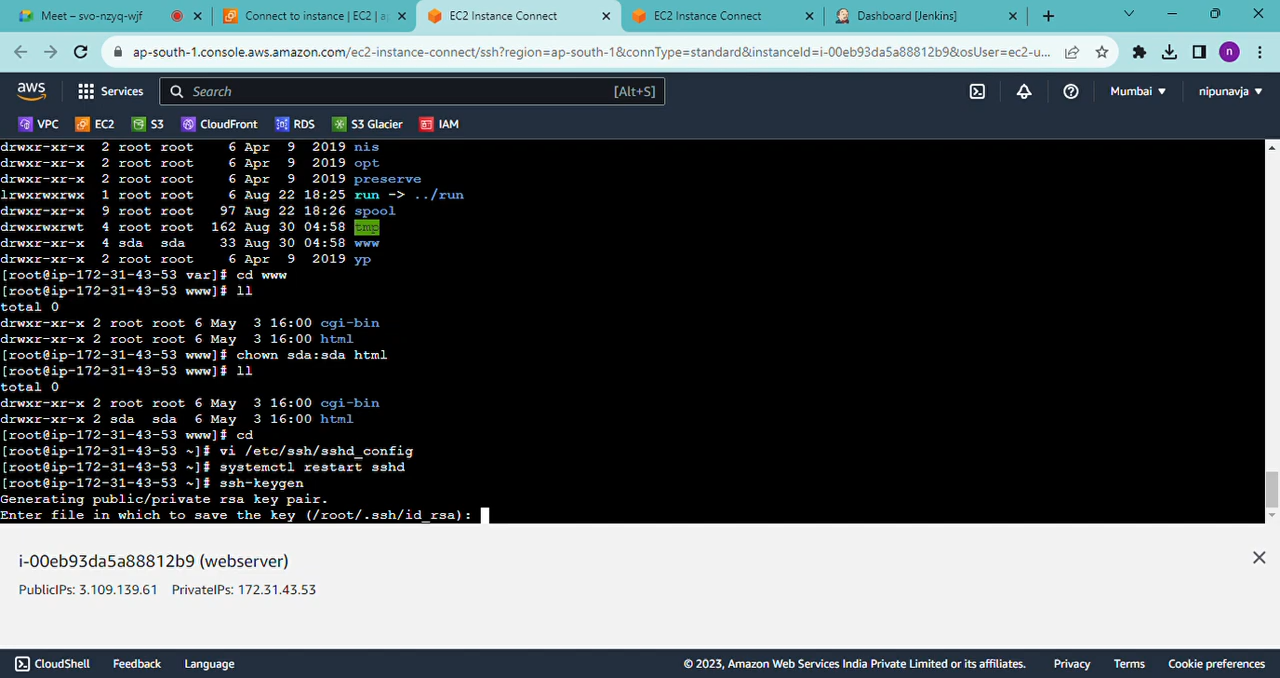 Meet – svo-nzyq-wjf
Connect to instance | EC2 | a
EC2 Instance Connect
EC2 Instance Connect
Dashboard [Jenkins]
ap-south-1.console.aws.amazon.com/ec2-instance-connect/ssh?region=ap-south-1&connType=standard&instanceId=i-00eb93da5a88812b9&osUser=ec2-u...
n
aws
Services
Search
[Alt+S]
Mumbai
nipunavja
VPC EC2 S3 CloudFront RDS S3 Glacier IAM
drwxr-xr-x  2 root root    6 Apr  9  2019 nis
drwxr-xr-x  2 root root    6 Apr  9  2019 opt
drwxr-xr-x  2 root root    6 Apr  9  2019 preserve
lrwxrwxrwx  1 root root    6 Aug 22 18:25 run -> ../run
drwxr-xr-x  9 root root   97 Aug 22 18:26 spool
drwxrwxrwt  4 root root  162 Aug 30 04:58 tmp
drwxr-xr-x  4 sda  sda    33 Aug 30 04:58 www
drwxr-xr-x  2 root root    6 Apr  9  2019 yp
[root@ip-172-31-43-53 var]# cd www
[root@ip-172-31-43-53 www]# ll
total 0
drwxr-xr-x 2 root root 6 May  3 16:00 cgi-bin
drwxr-xr-x 2 root root 6 May  3 16:00 html
[root@ip-172-31-43-53 www]# chown sda:sda html
[root@ip-172-31-43-53 www]# ll
total 0
drwxr-xr-x 2 root root 6 May  3 16:00 cgi-bin
drwxr-xr-x 2 sda  sda  6 May  3 16:00 html
[root@ip-172-31-43-53 www]# cd
[root@ip-172-31-43-53 ~]# vi /etc/ssh/sshd_config
[root@ip-172-31-43-53 ~]# systemctl restart sshd
[root@ip-172-31-43-53 ~]# ssh-keygen
Generating public/private rsa key pair.
Enter file in which to save the key (/root/.ssh/id_rsa):
i-00eb93da5a88812b9 (webserver)
PublicIPs: 3.109.139.61 PrivateIPs: 172.31.43.53
CloudShell Feedback Language © 2023, Amazon Web Services India Private Limited or its affiliates. Privacy Terms Cookie preferences